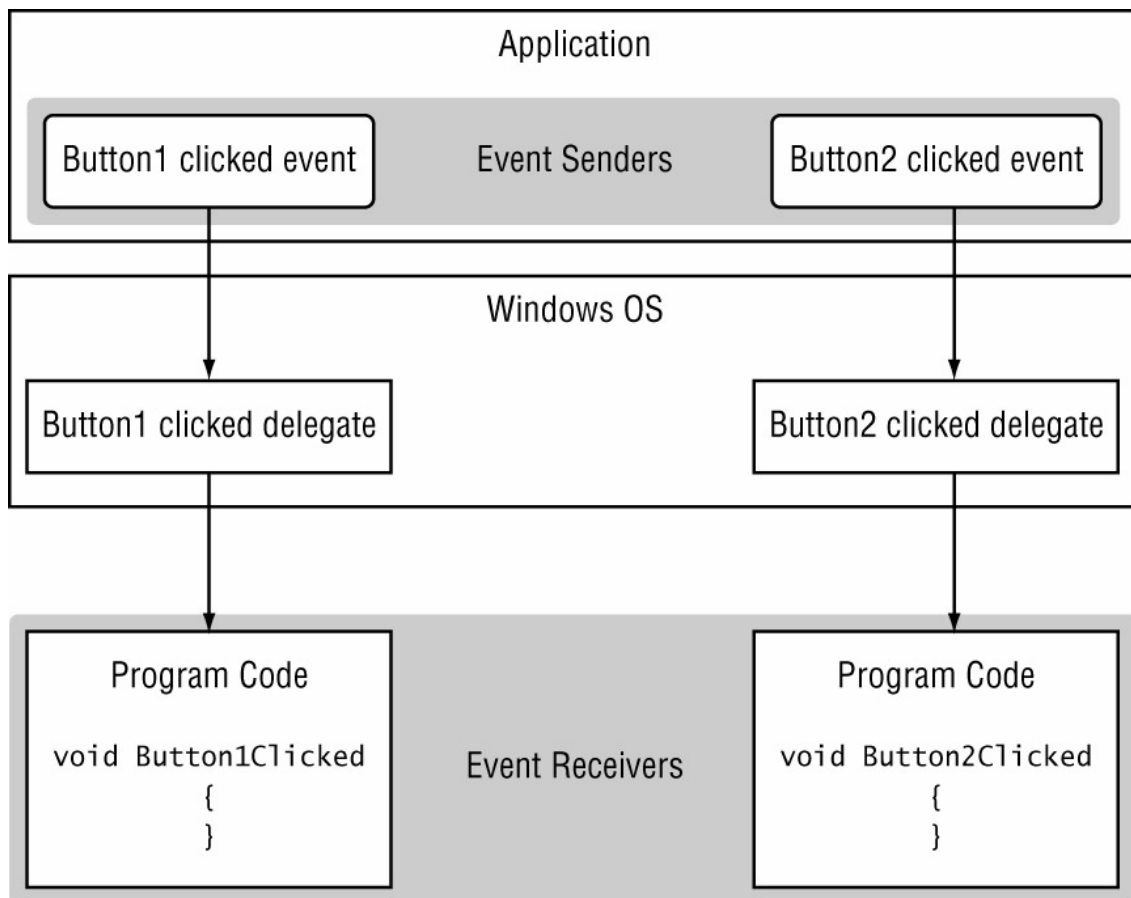 Application
Button1 clicked event
Event Senders
Button2 clicked event
Windows OS
Button1 clicked delegate
Button2 clicked delegate
Program Code
void Button1Clicked
{
}
Event Receivers
Program Code
void Button2Clicked
{
}